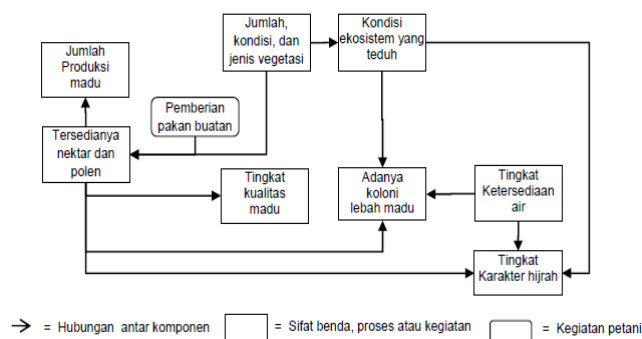 Jumlah,
kondisi, dan
jenis vegetasi
Kondisi
ekosistem yang
teduh
Jumlah
Produksi
madu
Pemberian
pakan buatan
Tersedianya
nektar dan
polen
Tingkat
kualitas
madu
Adanya
koloni
lebah madu
Tingkat
Ketersediaan
air
Tingkat
Karakter hijrah
= Hubungan antar komponen
= Sifat benda, proses atau kegiatan
= Kegiatan petani